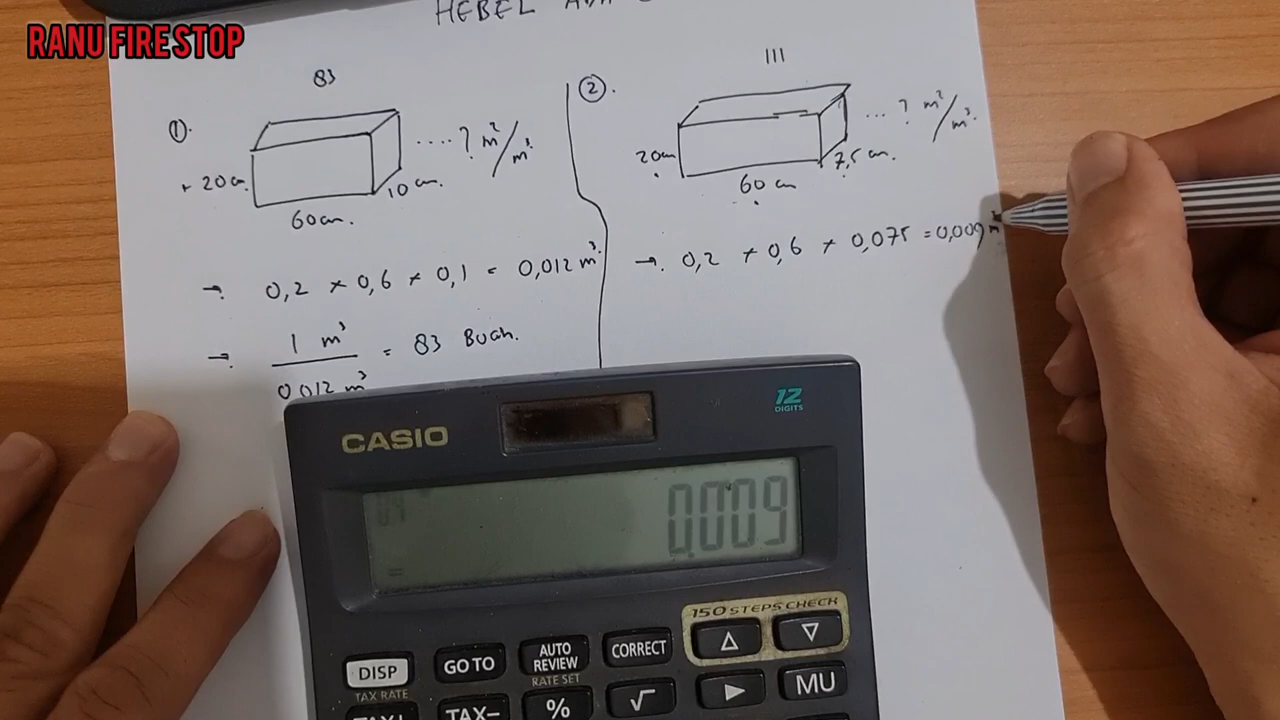 RANU FIRE STOP
HEBEL
83
①.
.... ? m²/m³.
+ 20 cm.
10 cm.
60 cm.
→ 0,2 × 0,6 × 0,1 = 0,012 m³.
→ 1 m³ / 0,012 m³ = 83 Buah.
②.
111
... ? m²/m³.
20 cm
7,5 cm.
60 cm
→. 0,2 × 0,6 × 0,075 = 0,009 m³
CASIO
12
DIGITS
0.009
=
150 STEPS CHECK
DISP
GO TO
AUTO REVIEW
CORRECT
△
▽
TAX RATE
RATE SET
TAX+
TAX−
%
√
▶
MU